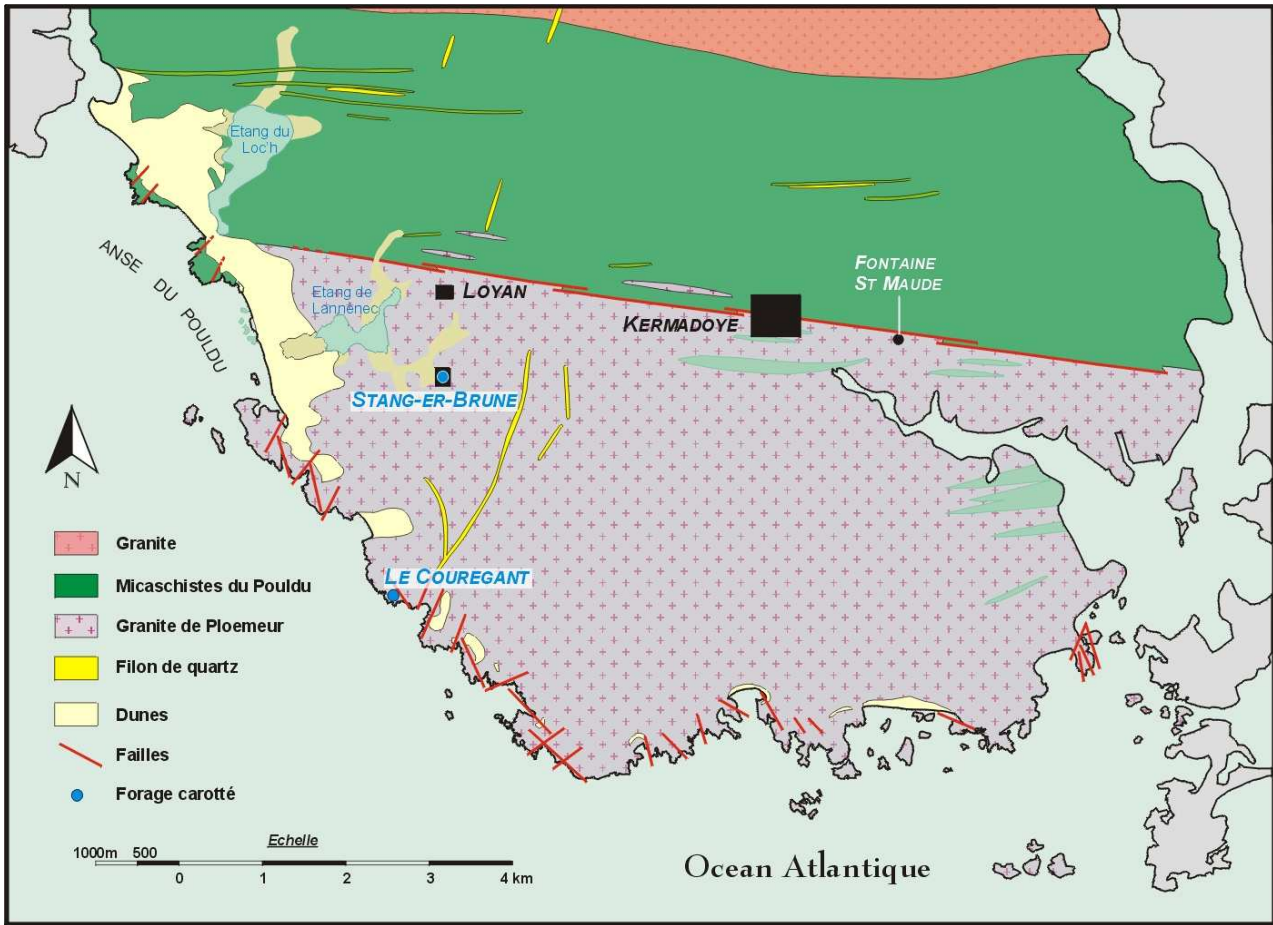 Etang du
Loc'h
ANSE DU POULDU
Etang de
Lannénec
LOYAN
FONTAINE
ST MAUDE
KERMADOYE
STANG-ER-BRUNE
N
LE COUREGANT
Granite
Micaschistes du Pouldu
Granite de Ploemeur
Filon de quartz
Dunes
Failles
Forage carotté
Echelle
1000m 500
0 1 2 3 4 km
Ocean Atlantique